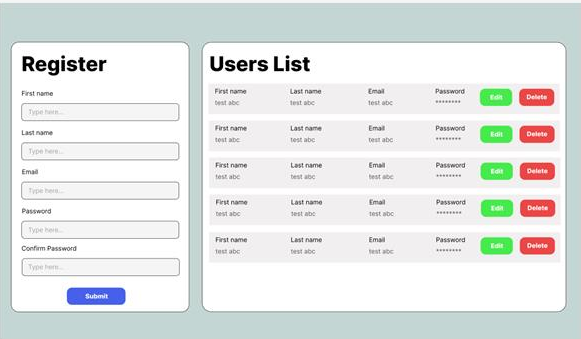 Register
First name
Type here...
Last name
Type here...
Email
Type here...
Password
Type here...
Confirm Password
Type here...
Submit
Users List
First name Last name Email Password
test abc test abc test abc ******** Edit Delete
First name Last name Email Password
test abc test abc test abc ******** Edit Delete
First name Last name Email Password
test abc test abc test abc ******** Edit Delete
First name Last name Email Password
test abc test abc test abc ******** Edit Delete
First name Last name Email Password
test abc test abc test abc ******** Edit Delete